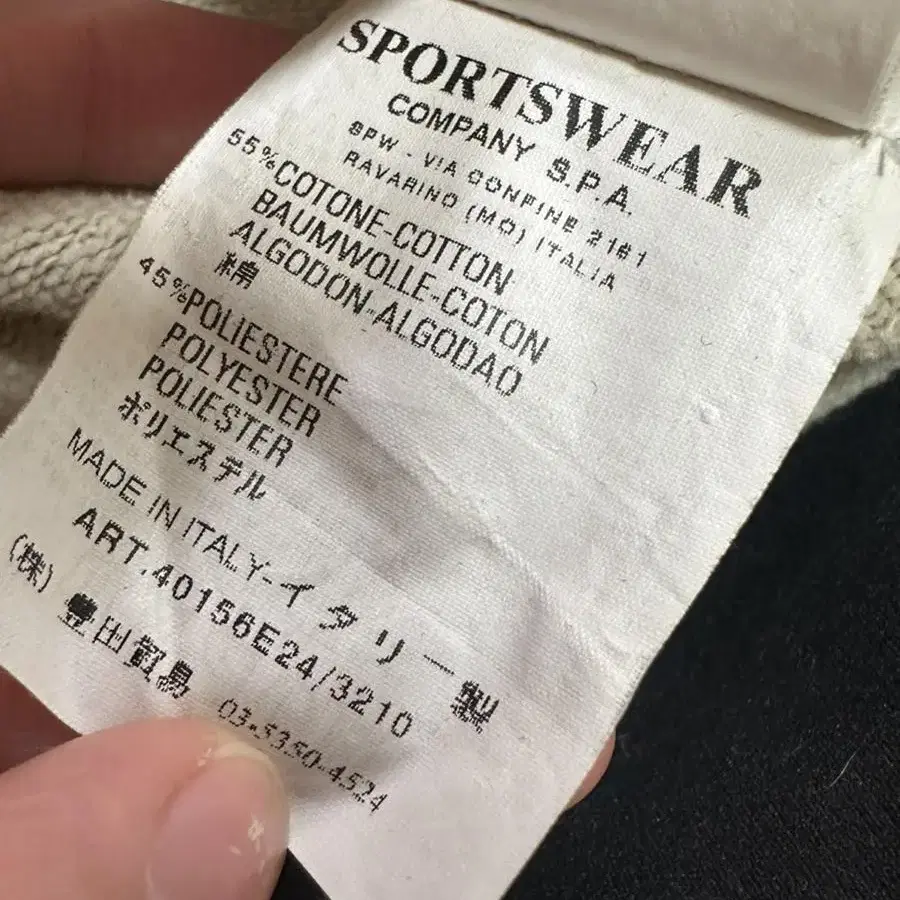 SPORTSWEAR
COMPANY S.P.A.
SPW - VIA CONFINE 2161
RAVARINO (MO) ITALIA
55%COTONE-COTTON
BAUMWOLLE-COTON
ALGODON-ALGODAO
綿
45%POLIESTERE
POLYESTER
POLIESTER
ポリエステル
MADE IN ITALY-イタリー製
ART.40156E24/3210
(株) 豊田貿易 03-5350-4524